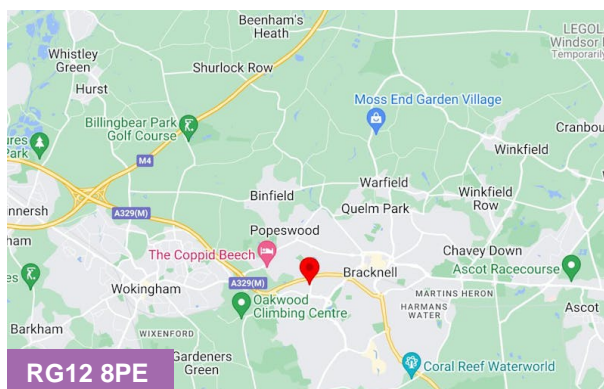 Beenham's
Heath
LEGOL
Windsor
Temporarily
Whistley
Green
Shurlock Row
Hurst
Moss End Garden Village
Billingbear Park
Golf Course
Cranbou
ures
Park
M4
Winkfield
Warfield
Binfield
Winkfield
Row
nnersh
A329(M)
Quelm Park
ham
Popeswood
The Coppid Beech
Chavey Down
Ascot Racecourse
Bracknell
es
A329(M)
Wokingham
Oakwood
Climbing Centre
MARTINS HERON
HARMANS
WATER
Ascot
Barkham
WIXENFORD
Gardeners
Green
Coral Reef Waterworld
RG12 8PE